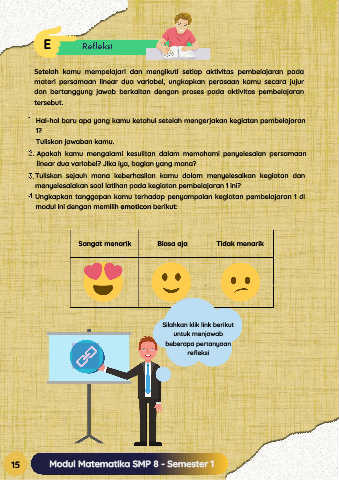 E
Refleksi
Setelah kamu mempelajari dan mengikuti setiap aktivitas pembelajaran pada
materi persamaan linear dua variabel, ungkapkan perasaan kamu secara jujur
dan bertanggung jawab berkaitan dengan proses pada aktivitas pembelajaran
tersebut.
1. Hal-hal baru apa yang kamu ketahui setelah mengerjakan kegiatan pembelajaran
1?
Tuliskan jawaban kamu.
2. Apakah kamu mengalami kesulitan dalam memahami penyelesaian persamaan
linear dua variabel? Jika iya, bagian yang mana?
3. Tuliskan sejauh mana keberhasilan kamu dalam menyelesaikan kegiatan dan
menyelesaiakan soal latihan pada kegiatan pembelajaran 1 ini?
4. Ungkapkan tanggapan kamu terhadap penyampaian kegiatan pembelajaran 1 di
modul ini dengan memilih emoticon berikut:
Sangat menarik Biasa aja Tidak menarik
Silahkan klik link berikut
untuk menjawab
beberapa pertanyaan
refleksi
15 Modul Matematika SMP 8 - Semester 1